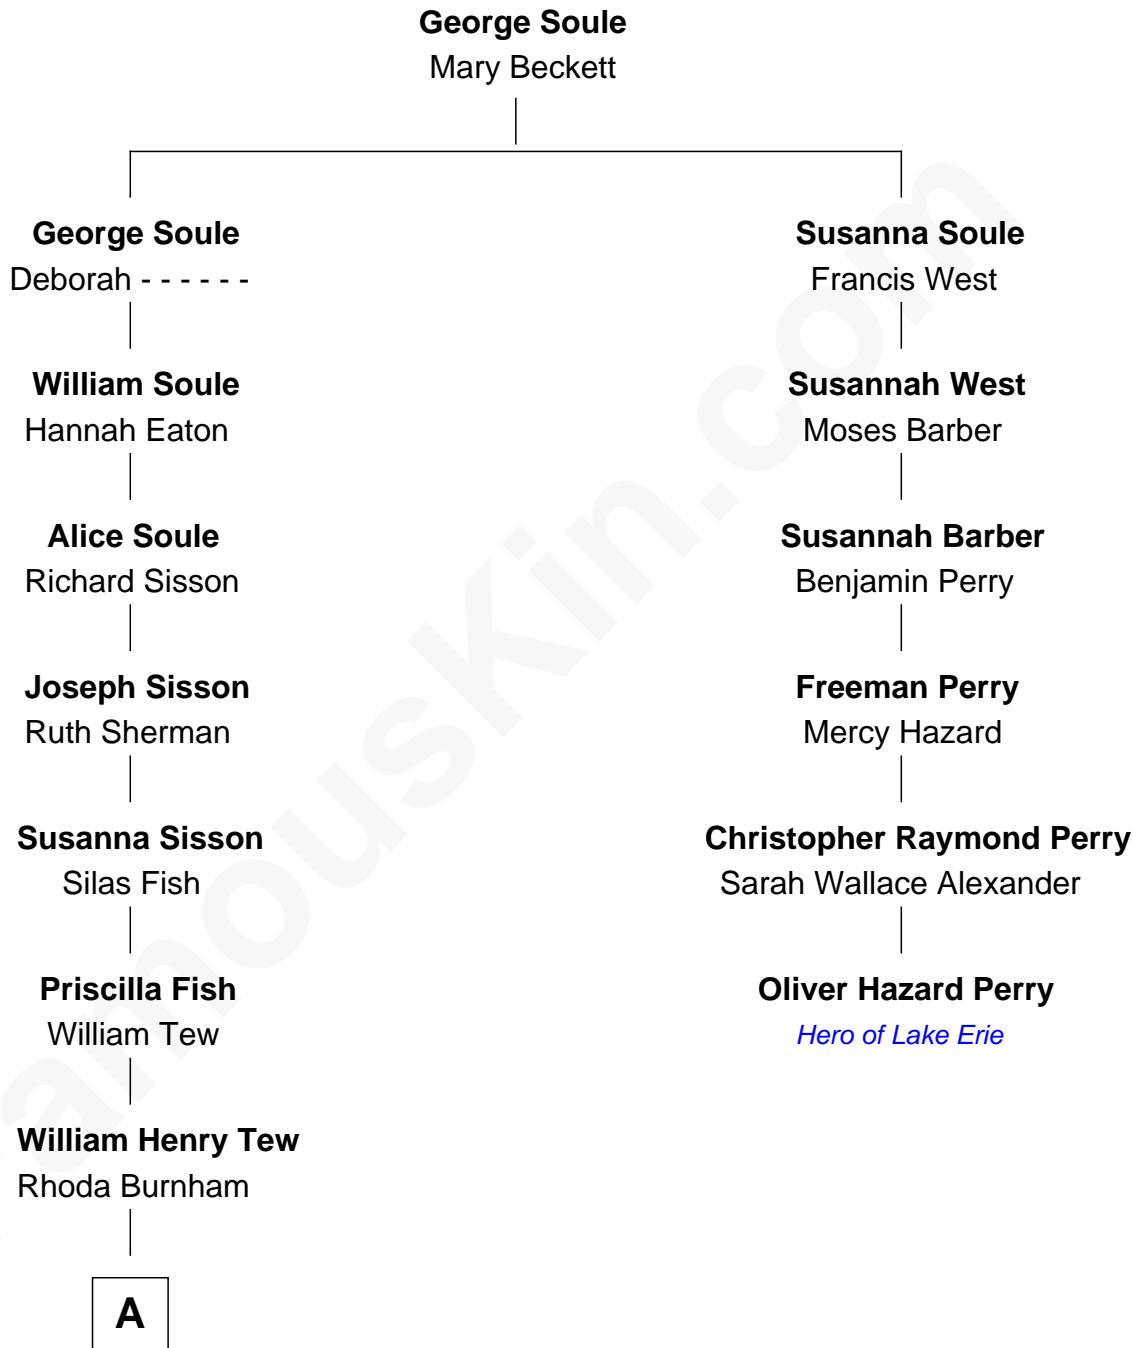 George Soule
Mary Beckett
George Soule
Deborah - - - - - -
Susanna Soule
Francis West
William Soule
Hannah Eaton
Susannah West
Moses Barber
Alice Soule
Richard Sisson
Susannah Barber
Benjamin Perry
Joseph Sisson
Ruth Sherman
Freeman Perry
Mercy Hazard
Susanna Sisson
Silas Fish
Christopher Raymond Perry
Sarah Wallace Alexander
Priscilla Fish
William Tew
Oliver Hazard Perry
Hero of Lake Erie
William Henry Tew
Rhoda Burnham
A
amouskin.com